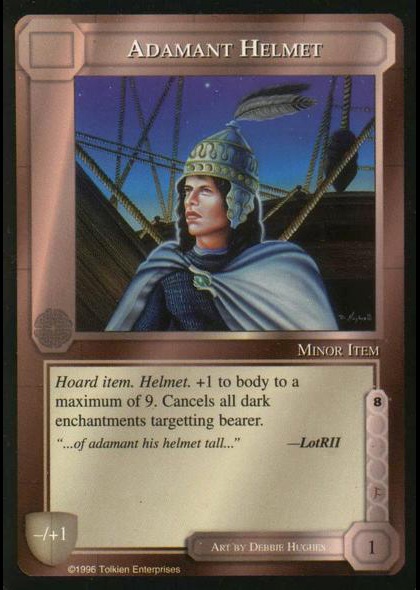 ADAMANT HELMET
MINOR ITEM
Hoard item. Helmet. +1 to body to a
maximum of 9. Cancels all dark
enchantments targetting bearer.
"...of adamant his helmet tall..." —LotRII
8
–/+1
ART BY DEBBIE HUGHES
1
©1996 Tolkien Enterprises